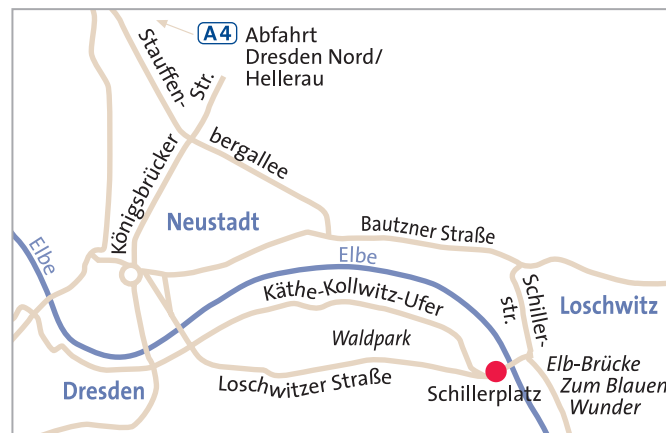 A4 Abfahrt
Dresden Nord/
Hellerau
Stauffen-
bergallee
Königsbrücker
Str.
Neustadt
Bautzner Straße
Elbe
Elbe
Käthe-Kollwitz-Ufer
Schiller-
str.
Loschwitz
Waldpark
Dresden
Loschwitzer Straße
Schillerplatz
Elb-Brücke
Zum Blauen
Wunder